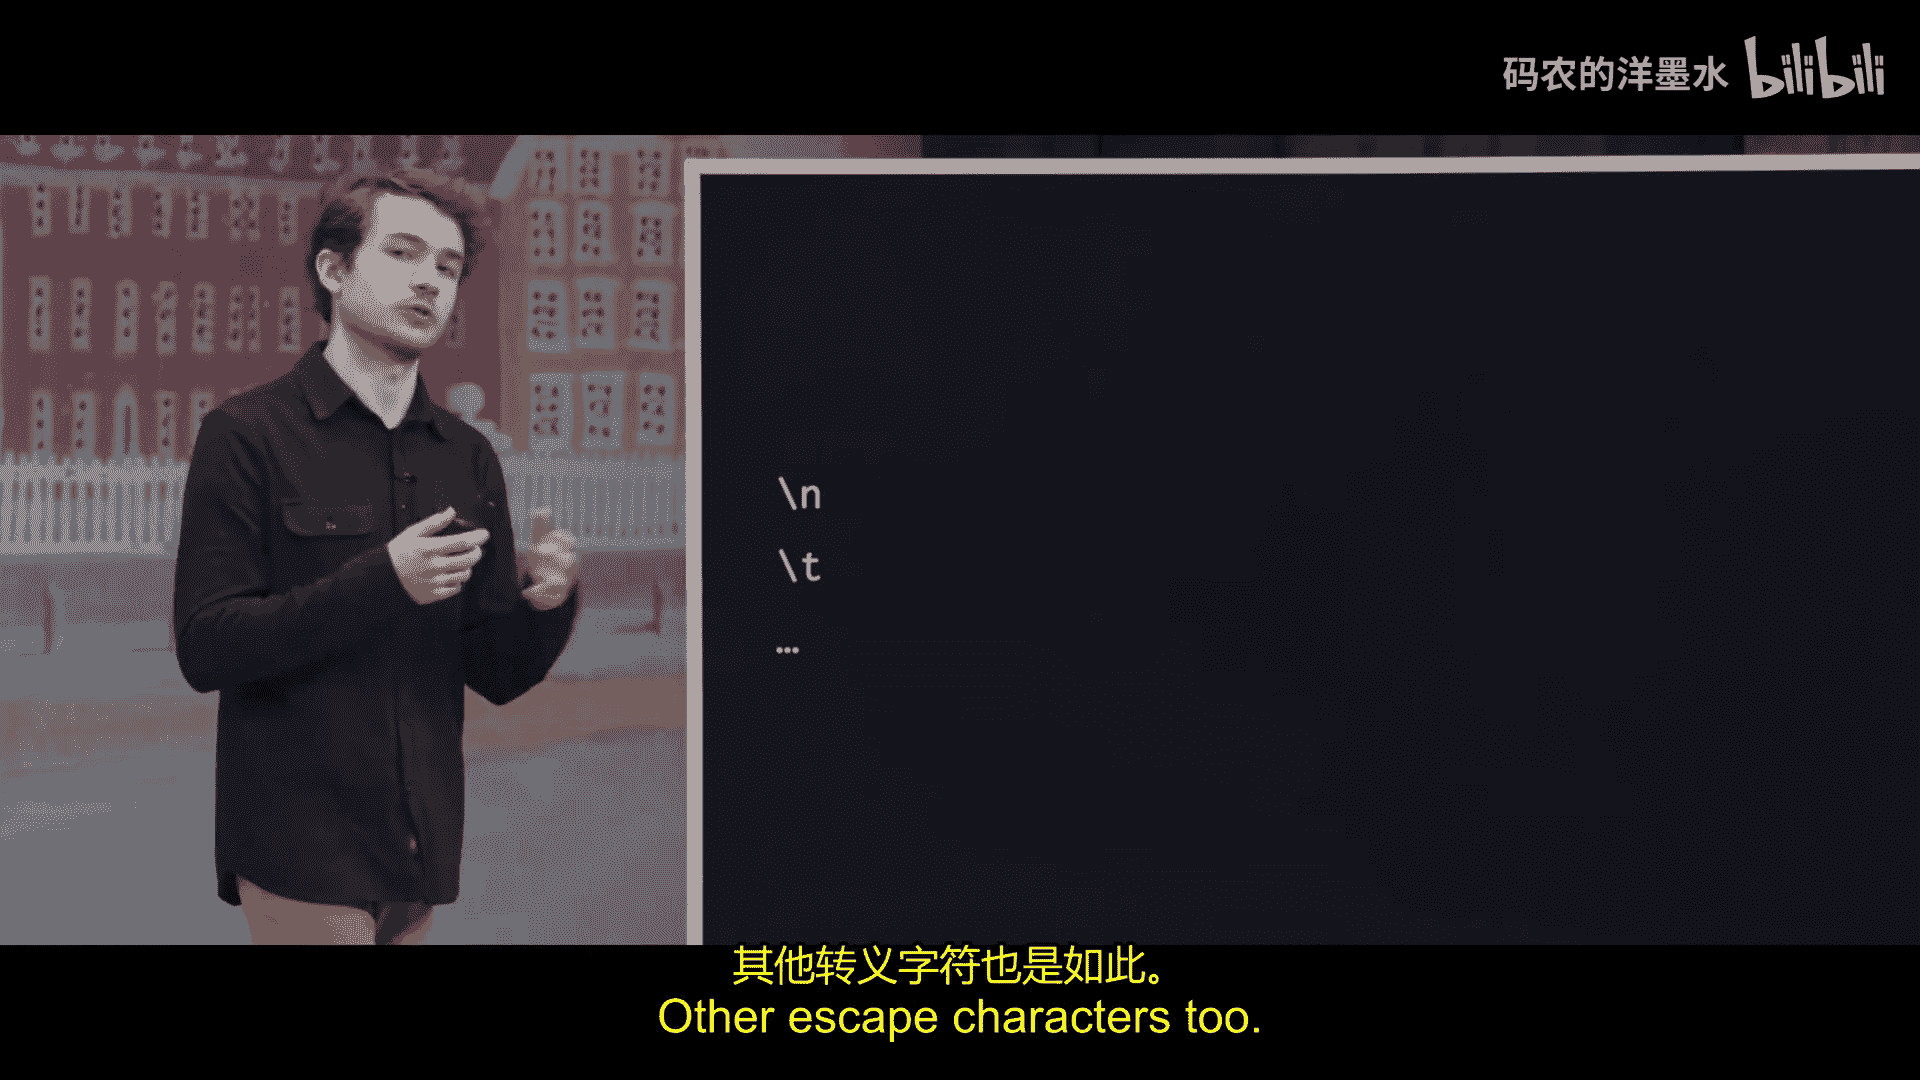 码农的洋墨水 bilibili
\n
\t
…
其他转义字符也是如此。
Other escape characters too.